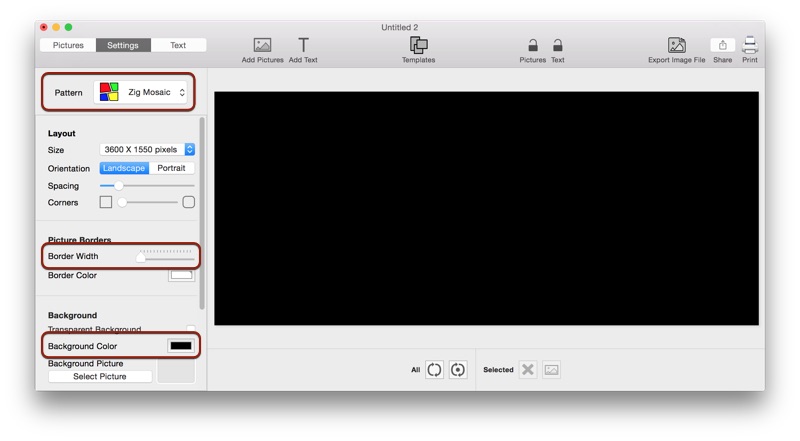 Untitled 2
Pictures Settings Text
Add Pictures Add Text Templates Pictures Text Export Image File Share Print
Pattern Zig Mosaic
Layout
Size 3600 X 1550 pixels
Orientation Landscape Portrait
Spacing
Corners
Picture Borders
Border Width
Border Color
Background
Transparent Background
Background Color
Background Picture
Select Picture
All Selected